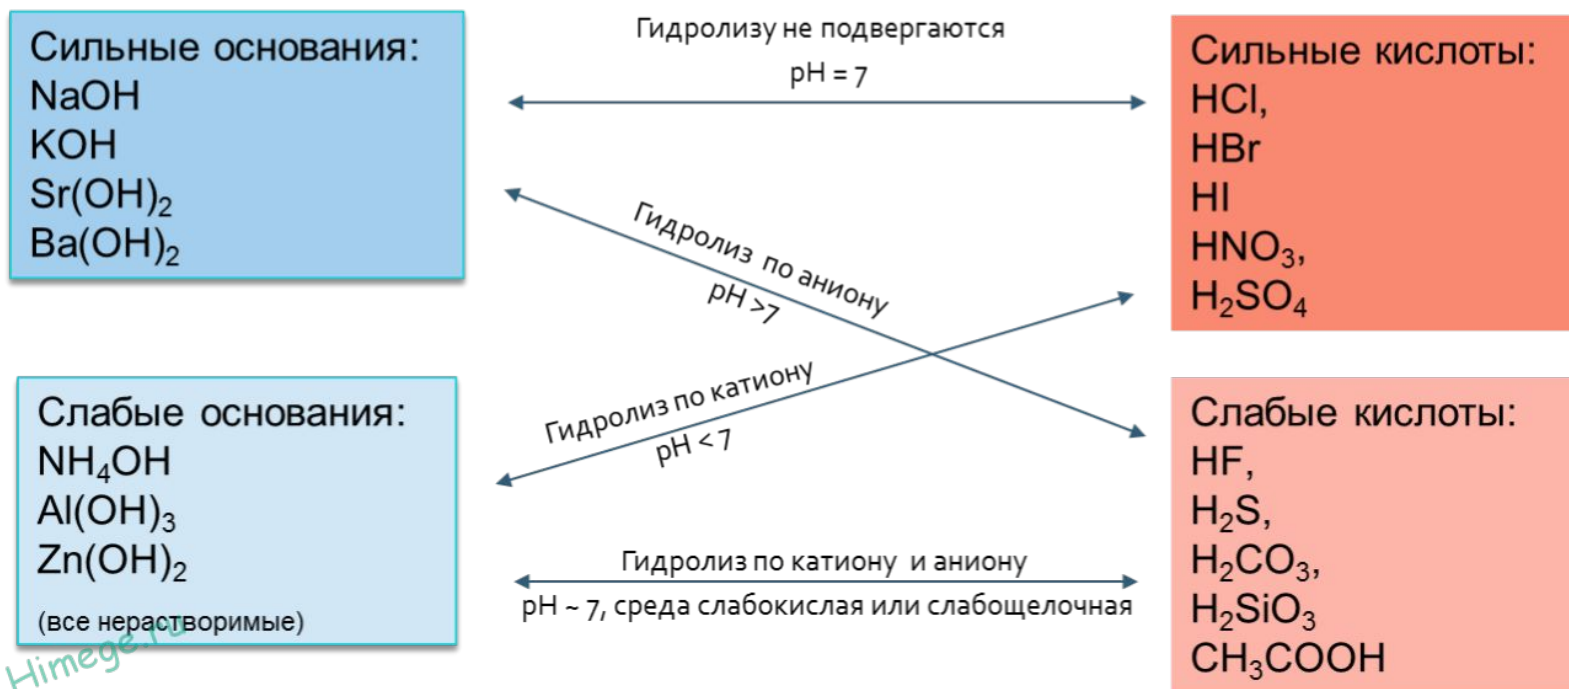 Сильные основания:
NaOH
KOH
Sr(OH)₂
Ba(OH)₂
Гидролизу не подвергаются
pH = 7
Сильные кислоты:
HCl,
HBr
HI
HNO₃,
H₂SO₄
Гидролиз по аниону
pH >7
Гидролиз по катиону
pH < 7
Слабые основания:
NH₄OH
Al(OH)₃
Zn(OH)₂
(все нерастворимые)
Гидролиз по катиону и аниону
pH ~ 7, среда слабокислая или слабощелочная
Слабые кислоты:
HF,
H₂S,
H₂CO₃,
H₂SiO₃
CH₃COOH
Himege.ru